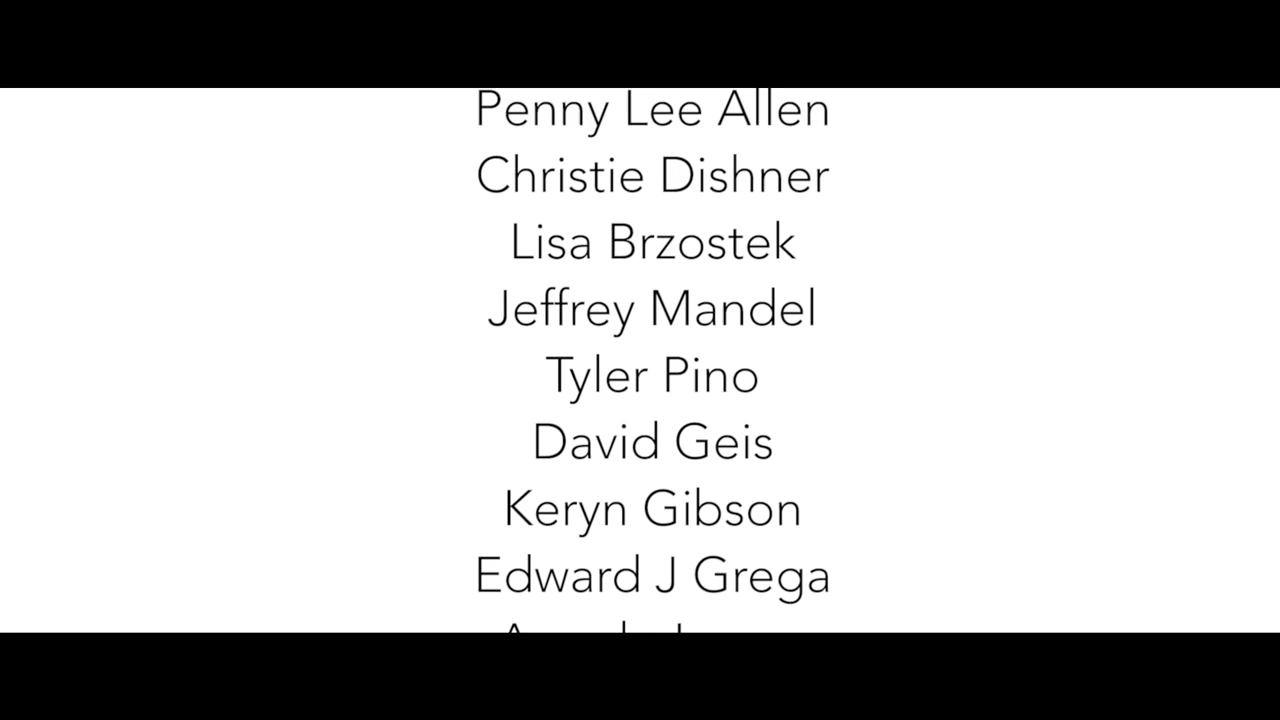 Penny Lee Allen
Christie Dishner
Lisa Brzostek
Jeffrey Mandel
Tyler Pino
David Geis
Keryn Gibson
Edward J Grega